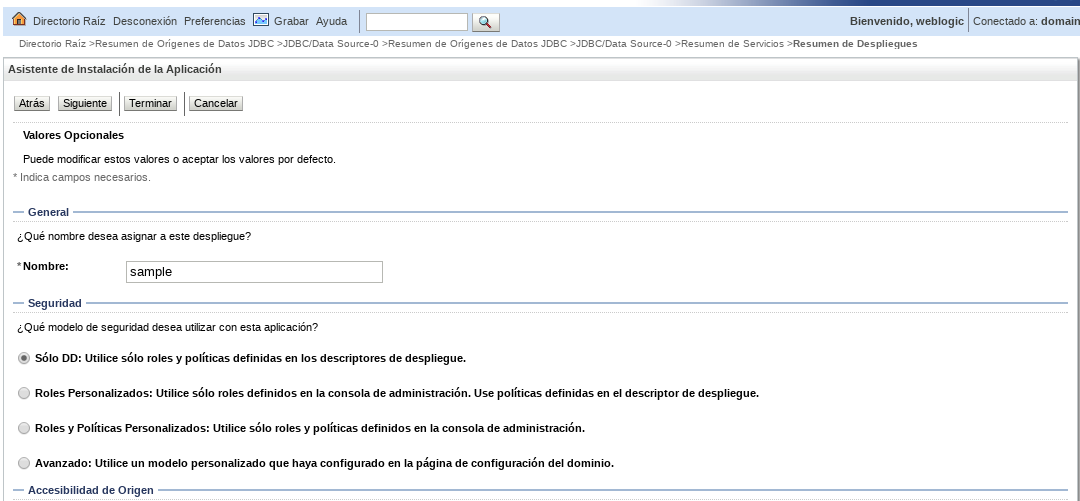 Directorio Raíz Desconexión Preferencias Grabar Ayuda Bienvenido, weblogic Conectado a: domain
Directorio Raíz >Resumen de Orígenes de Datos JDBC >JDBC/Data Source-0 >Resumen de Orígenes de Datos JDBC >JDBC/Data Source-0 >Resumen de Servicios >Resumen de Despliegues
Asistente de Instalación de la Aplicación
Atrás Siguiente Terminar Cancelar
Valores Opcionales
Puede modificar estos valores o aceptar los valores por defecto.
* Indica campos necesarios.
General
¿Qué nombre desea asignar a este despliegue?
*Nombre: sample
Seguridad
¿Qué modelo de seguridad desea utilizar con esta aplicación?
Sólo DD: Utilice sólo roles y políticas definidas en los descriptores de despliegue.
Roles Personalizados: Utilice sólo roles definidos en la consola de administración. Use políticas definidas en el descriptor de despliegue.
Roles y Políticas Personalizados: Utilice sólo roles y políticas definidos en la consola de administración.
Avanzado: Utilice un modelo personalizado que haya configurado en la página de configuración del dominio.
Accesibilidad de Origen